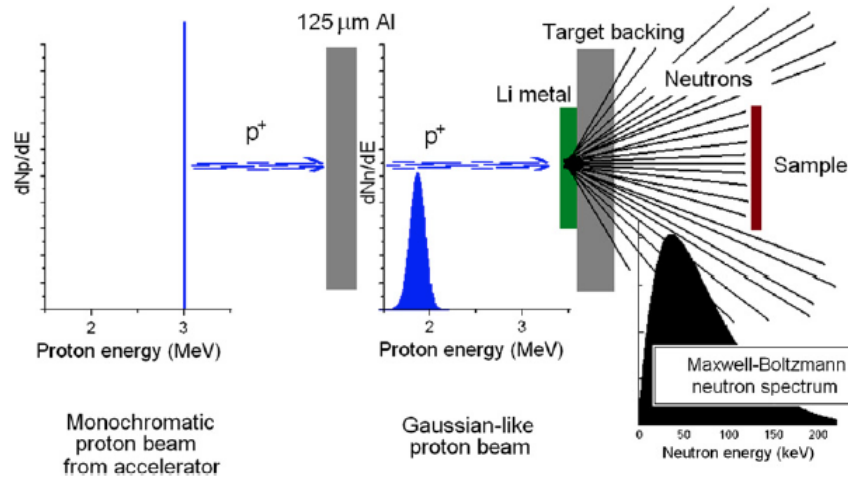 125 μm Al
Target backing
Neutrons
Li metal
p+
p+
Sample
dNp/dE
dNn/dE
2
3
Proton energy (MeV)
2
3
Proton energy (MeV)
Maxwell-Boltzmann
neutron spectrum
0
50
100
150
200
Neutron energy (keV)
Monochromatic
proton beam
from accelerator
Gaussian-like
proton beam